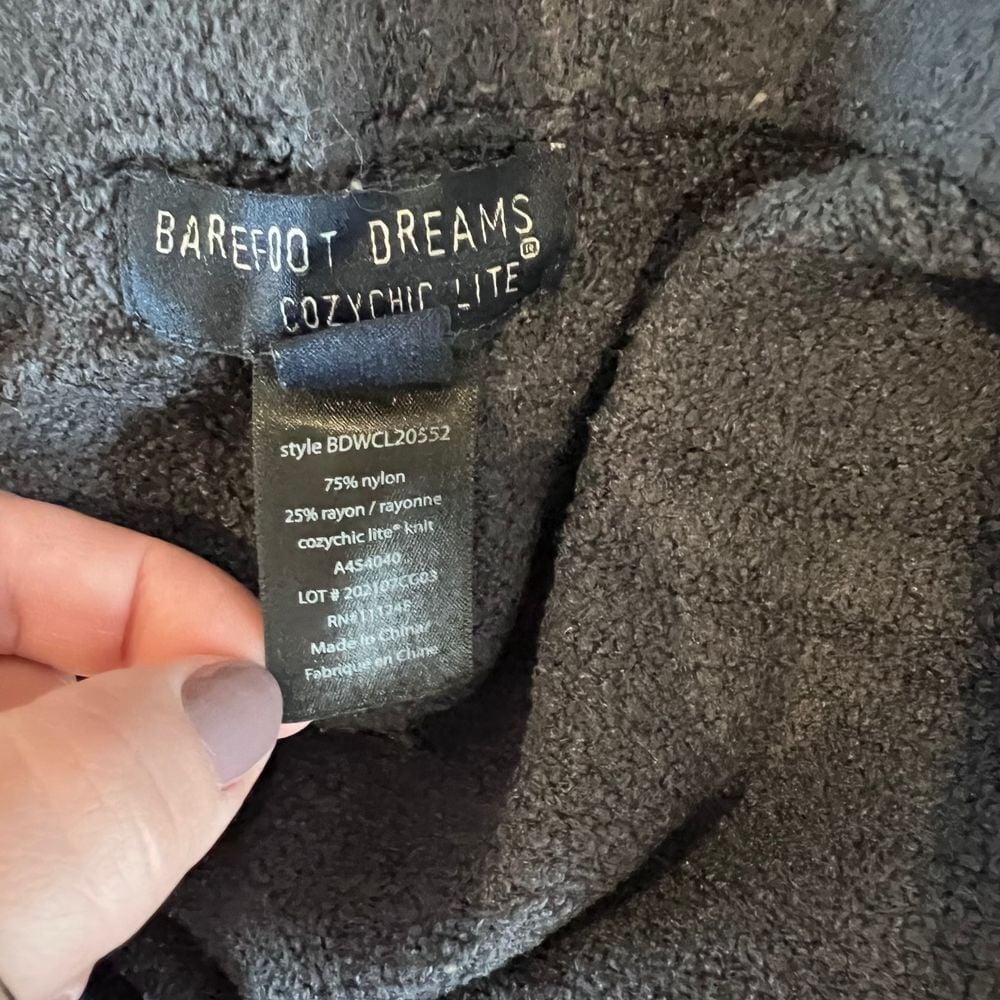 BAREFOOT DREAMS
®
COZYCHIC LITE
style BDWCL20552
75% nylon
25% rayon / rayonne
cozychic lite® knit
A454040
LOT # 202107CG03
Made in China/
Fabriqué en Chine